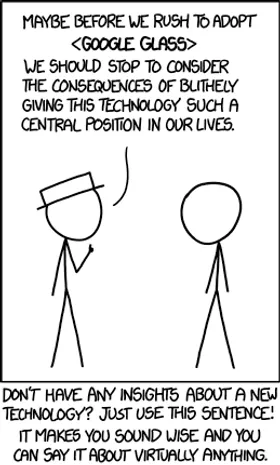 MAYBE BEFORE WE RUSH TO ADOPT
<GOOGLE GLASS>
WE SHOULD STOP TO CONSIDER
THE CONSEQUENCES OF BLITHELY
GIVING THIS TECHNOLOGY SUCH A
CENTRAL POSITION IN OUR LIVES.
DON'T HAVE ANY INSIGHTS ABOUT A NEW
TECHNOLOGY? JUST USE THIS SENTENCE!
IT MAKES YOU SOUND WISE AND YOU
CAN SAY IT ABOUT VIRTUALLY ANYTHING.